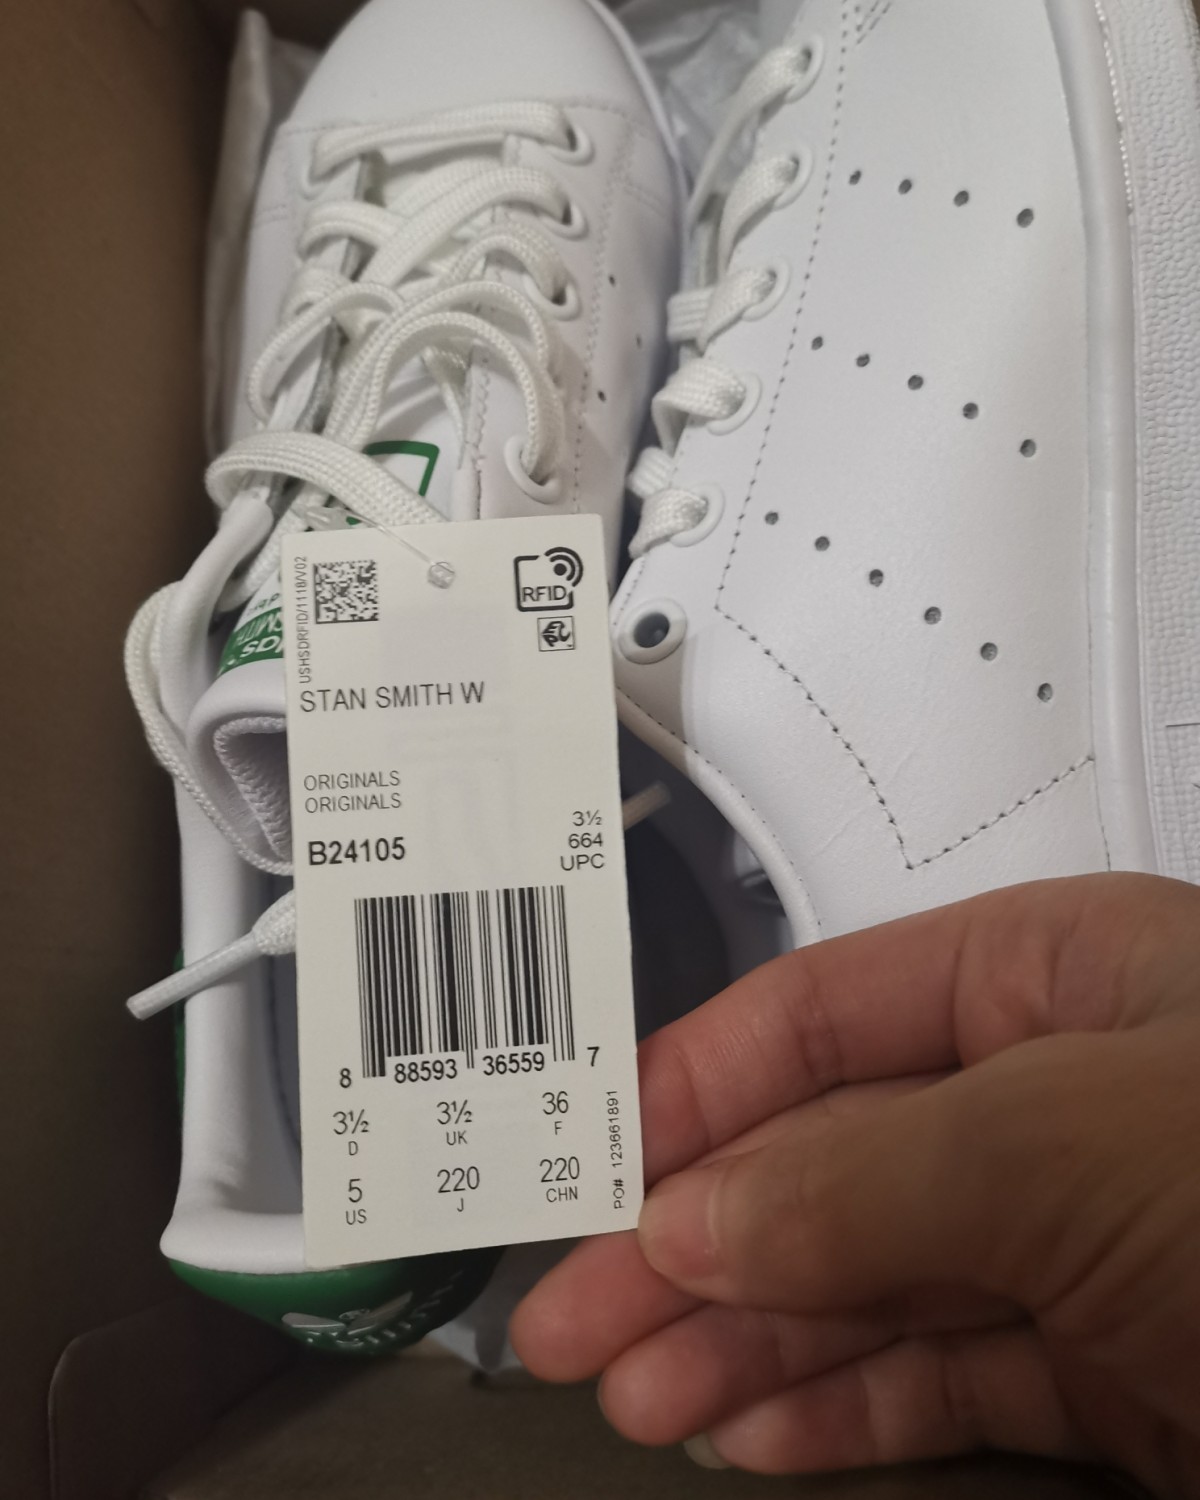 USHSDRFID/1118/V02
RFID
STAN SMITH W
ORIGINALS
ORIGINALS
B24105
3½
664
UPC
8 88593 36559 7
3½ 3½ 36
D UK F
5 220 220
US J CHN
PO# 123661891
SMITH